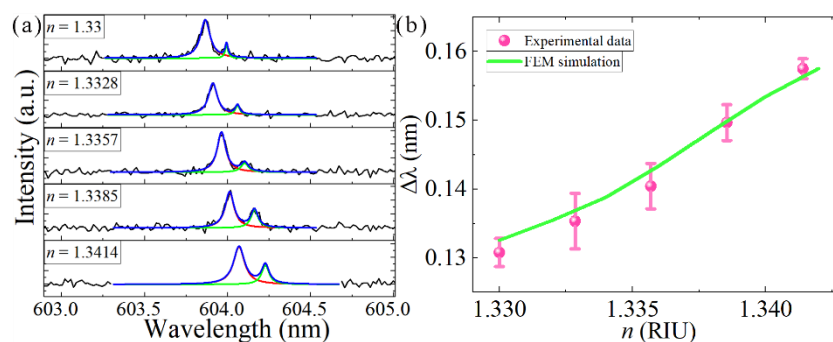 (a)
n = 1.33
n = 1.3328
n = 1.3357
n = 1.3385
n = 1.3414
Intensity (a.u.)
603.0 603.5 604.0 604.5 605.0
Wavelength (nm)
(b)
Experimental data
FEM simulation
0.16
0.15
0.14
0.13
Δλ (nm)
1.330 1.335 1.340
n (RIU)